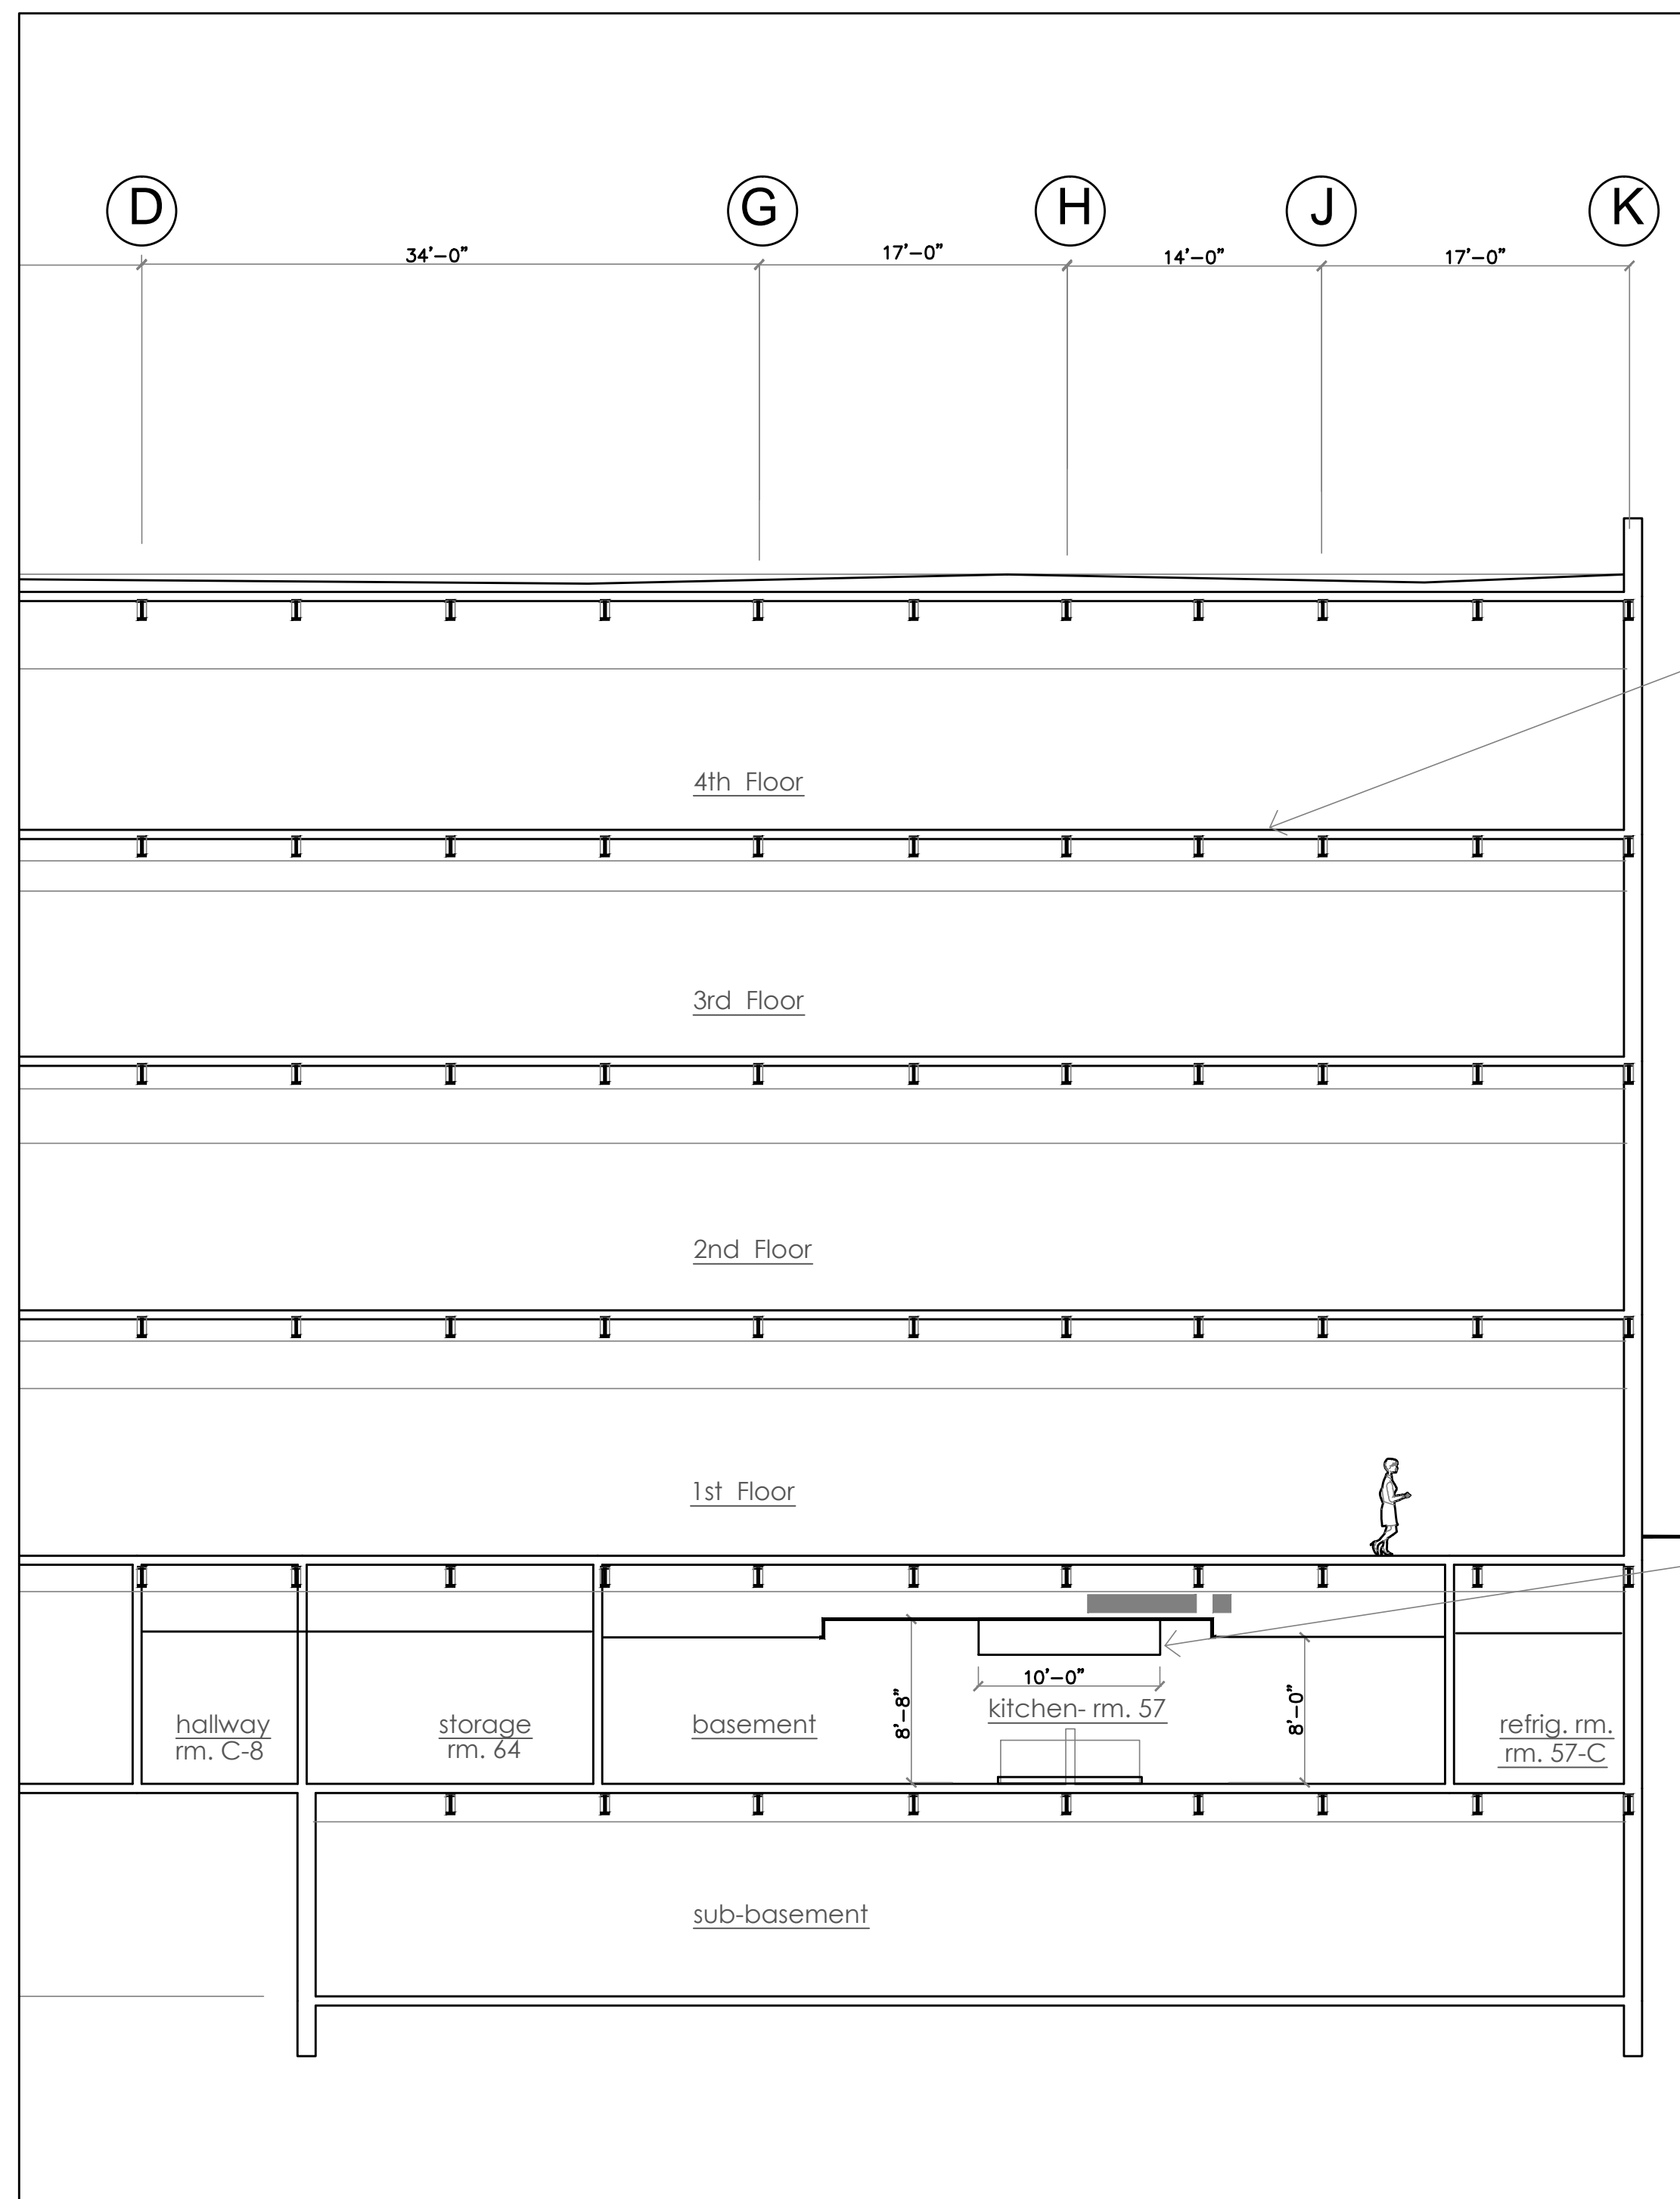 D G H J K
34'-0" 17'-0" 14'-0" 17'-0"
4th Floor
3rd Floor
2nd Floor
1st Floor
10'-0"
8'-8"
8'-0"
kitchen- rm. 57
hallway
rm. C-8
storage
rm. 64
basement
refrig. rm.
rm. 57-C
sub-basement